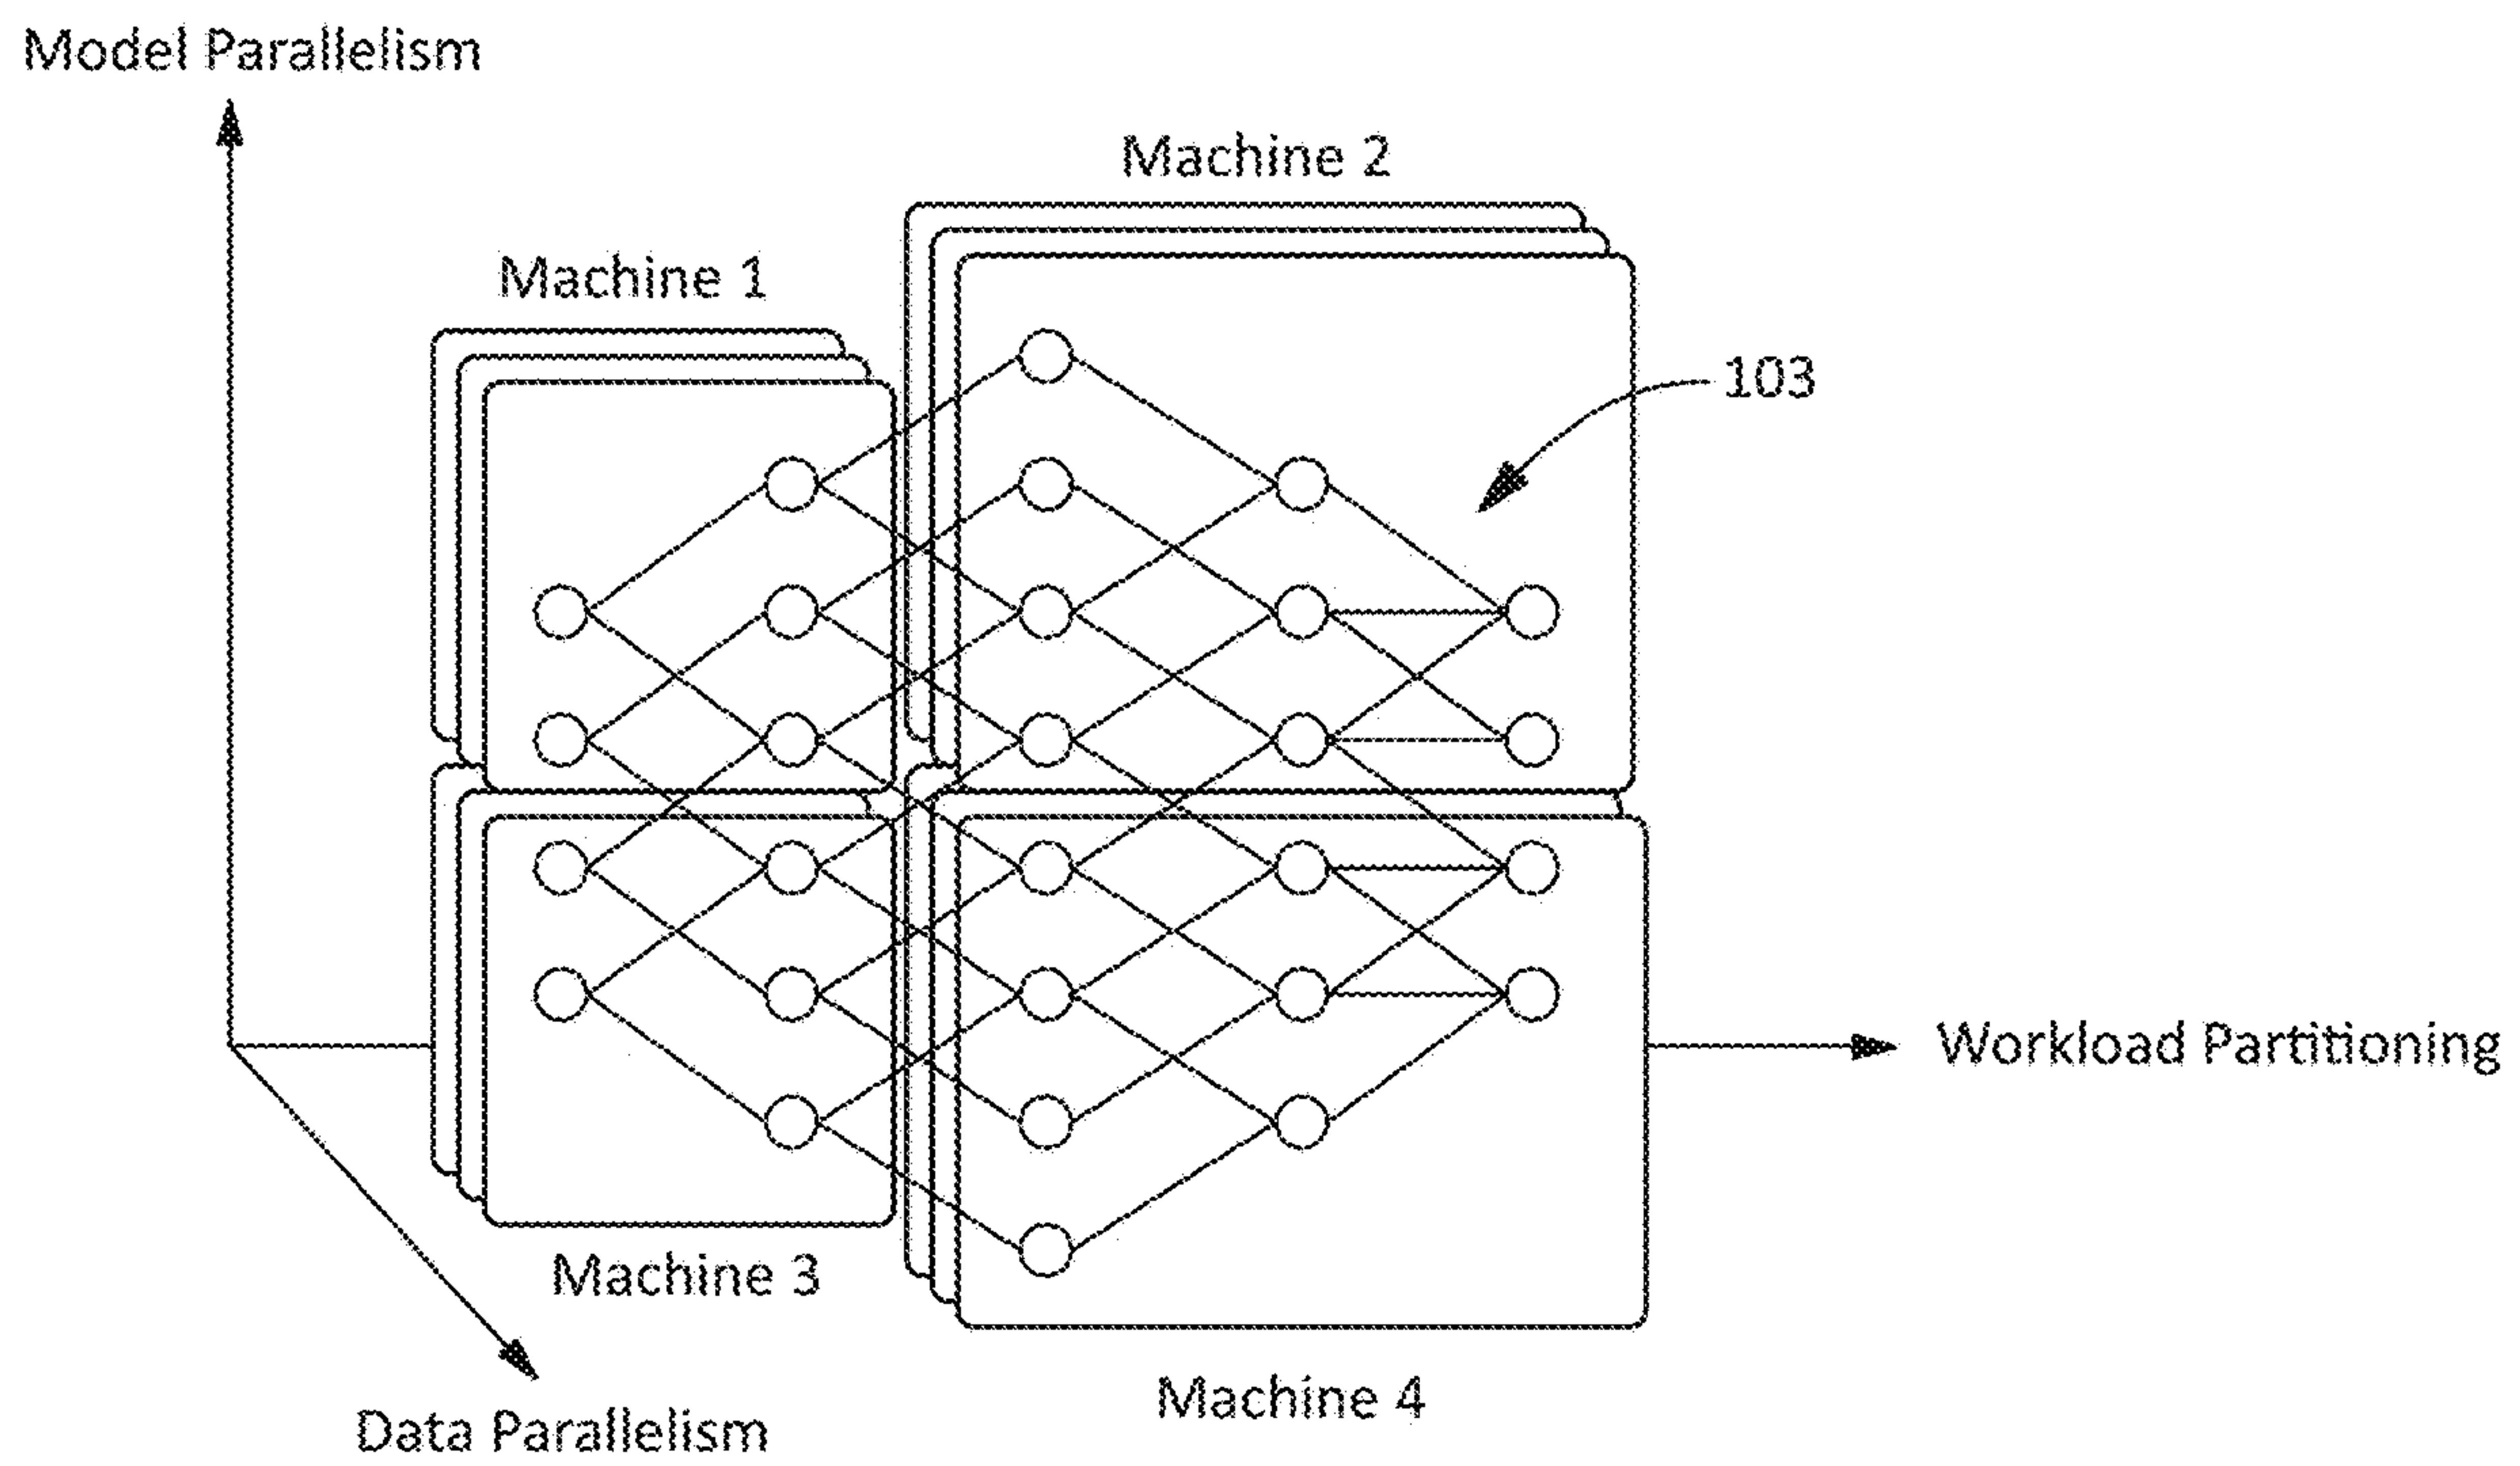 Model Parallelism
Machine 2
Machine 1
103
Workload Partitioning
Machine 3
Machine 4
Data Parallelism